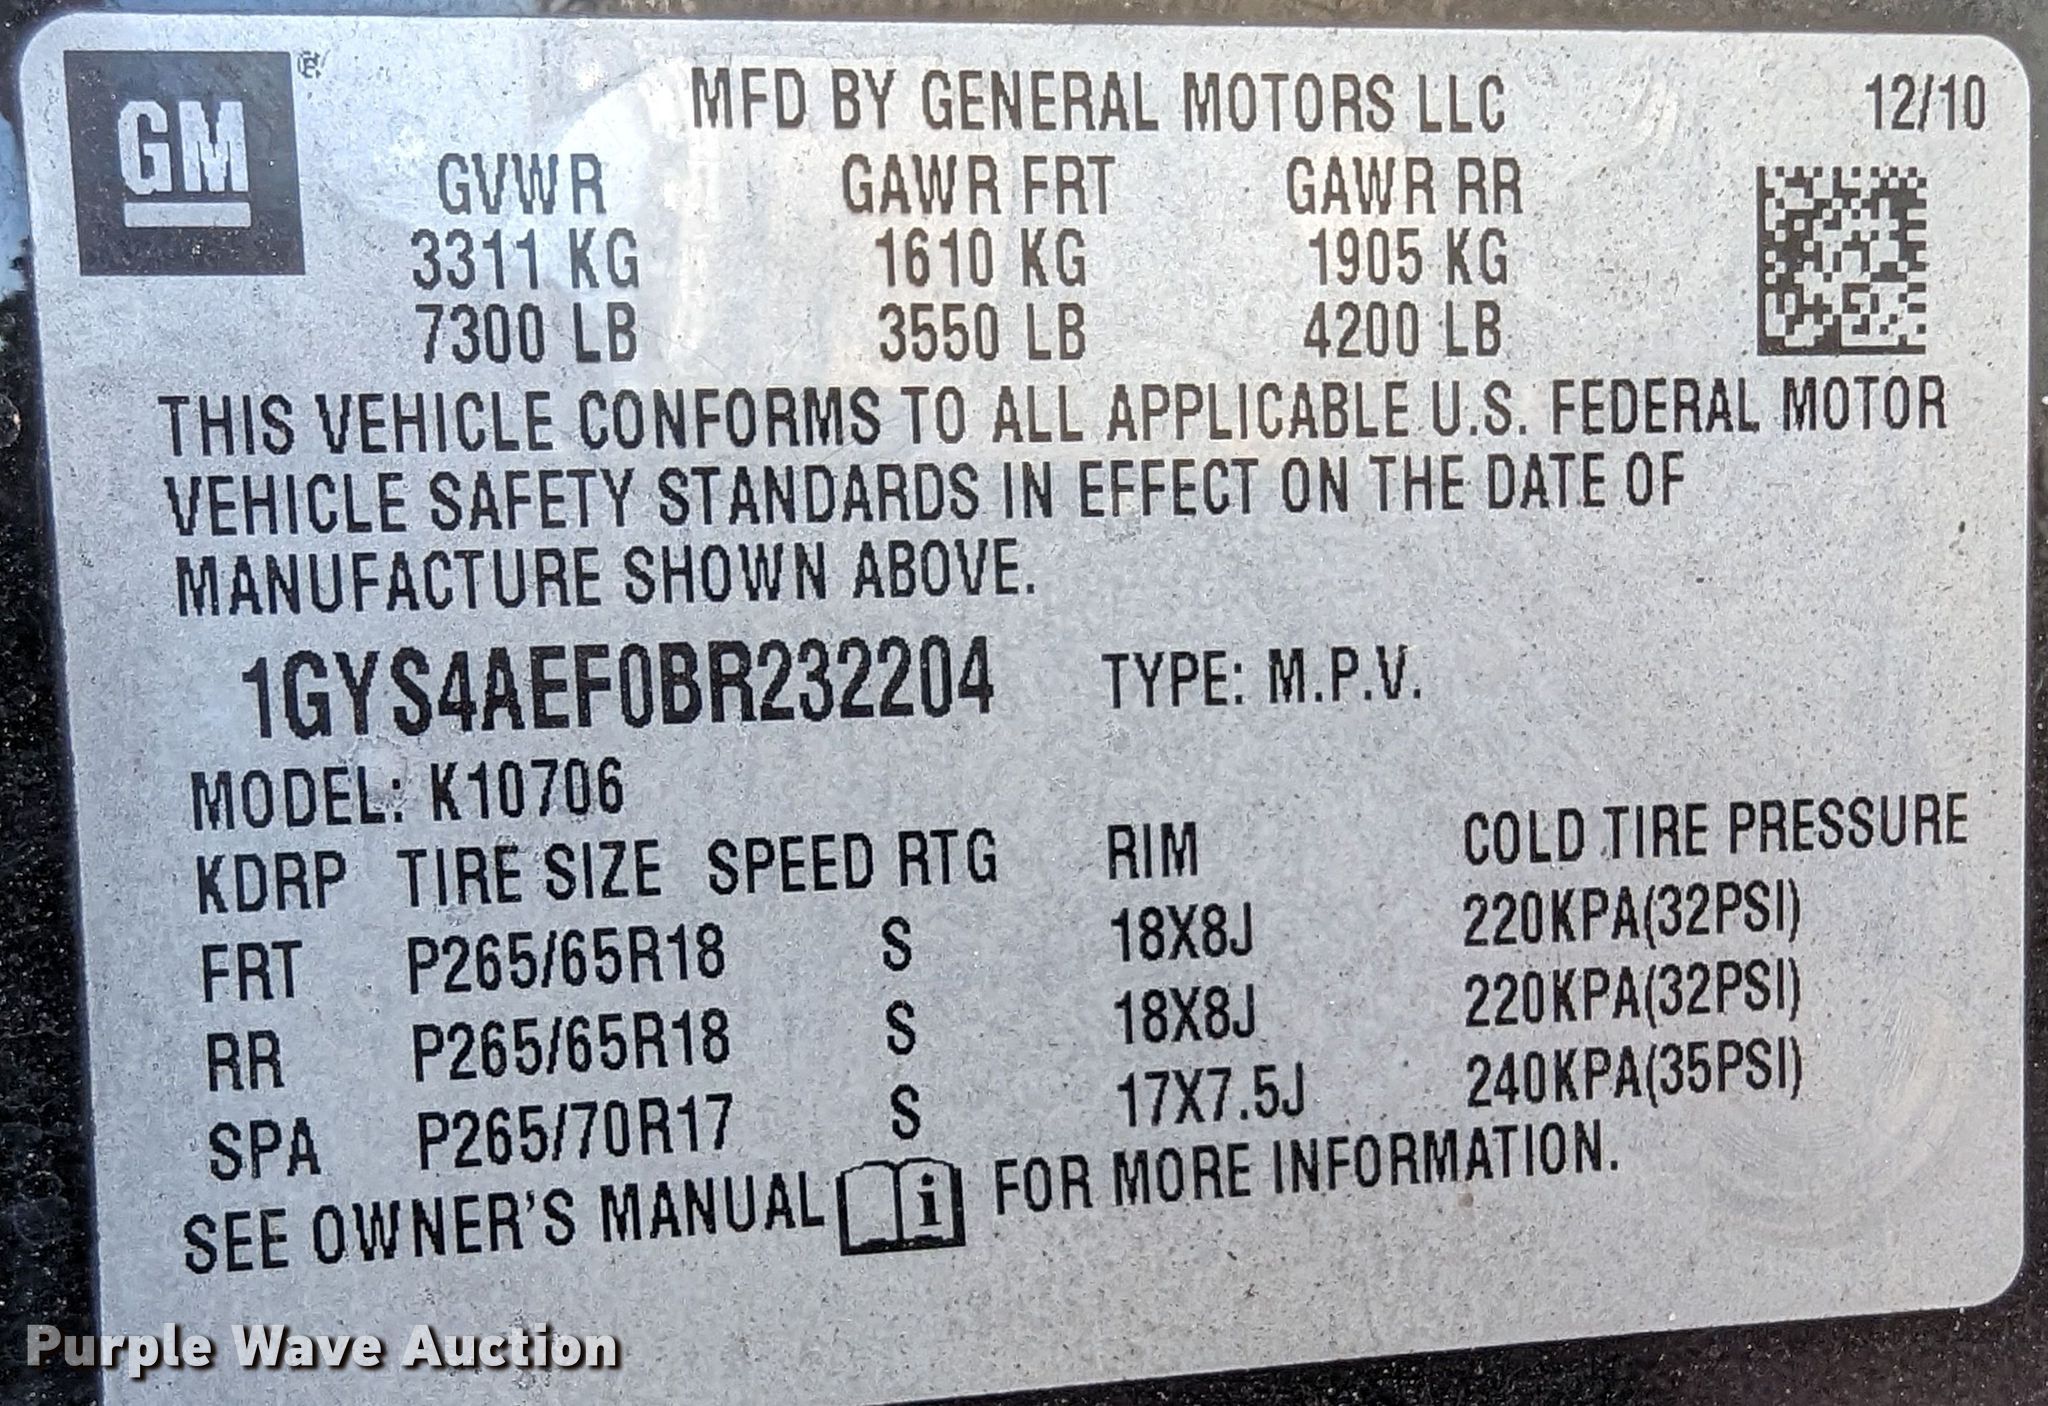 GM ®
MFD BY GENERAL MOTORS LLC 12/10
GVWR GAWR FRT GAWR RR
3311 KG 1610 KG 1905 KG
7300 LB 3550 LB 4200 LB
THIS VEHICLE CONFORMS TO ALL APPLICABLE U.S. FEDERAL MOTOR
VEHICLE SAFETY STANDARDS IN EFFECT ON THE DATE OF
MANUFACTURE SHOWN ABOVE.
1GYS4AEF0BR232204 TYPE: M.P.V.
MODEL: K10706
KDRP TIRE SIZE SPEED RTG RIM COLD TIRE PRESSURE
FRT P265/65R18 S 18X8J 220KPA(32PSI)
RR P265/65R18 S 18X8J 220KPA(32PSI)
SPA P265/70R17 S 17X7.5J 240KPA(35PSI)
SEE OWNER'S MANUAL i FOR MORE INFORMATION.
Purple Wave Auction